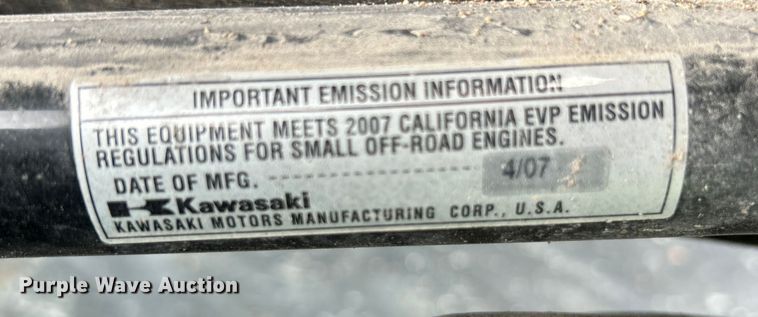 IMPORTANT EMISSION INFORMATION
THIS EQUIPMENT MEETS 2007 CALIFORNIA EVP EMISSION
REGULATIONS FOR SMALL OFF-ROAD ENGINES.
DATE OF MFG. -------------------------- 4/07
Kawasaki
KAWASAKI MOTORS MANUFACTURING CORP., U.S.A.
Purple Wave Auction